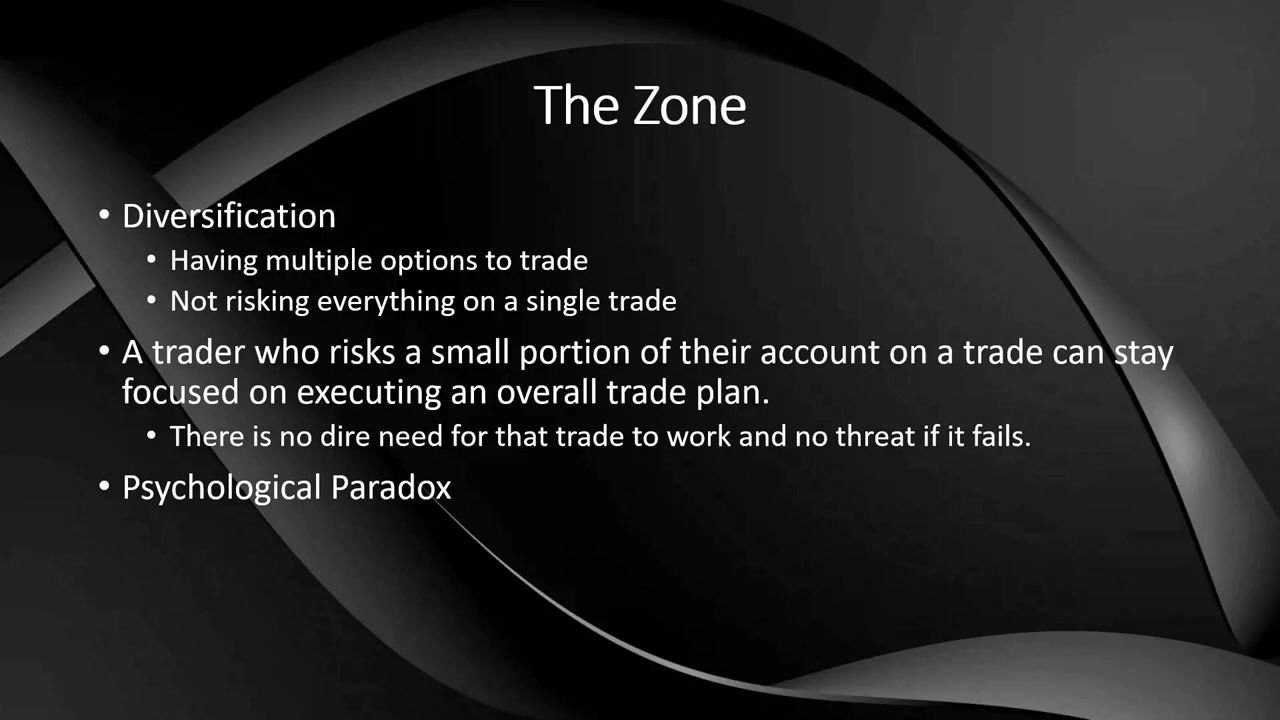 The Zone
• Diversification
• Having multiple options to trade
• Not risking everything on a single trade
• A trader who risks a small portion of their account on a trade can stay
focused on executing an overall trade plan.
• There is no dire need for that trade to work and no threat if it fails.
• Psychological Paradox